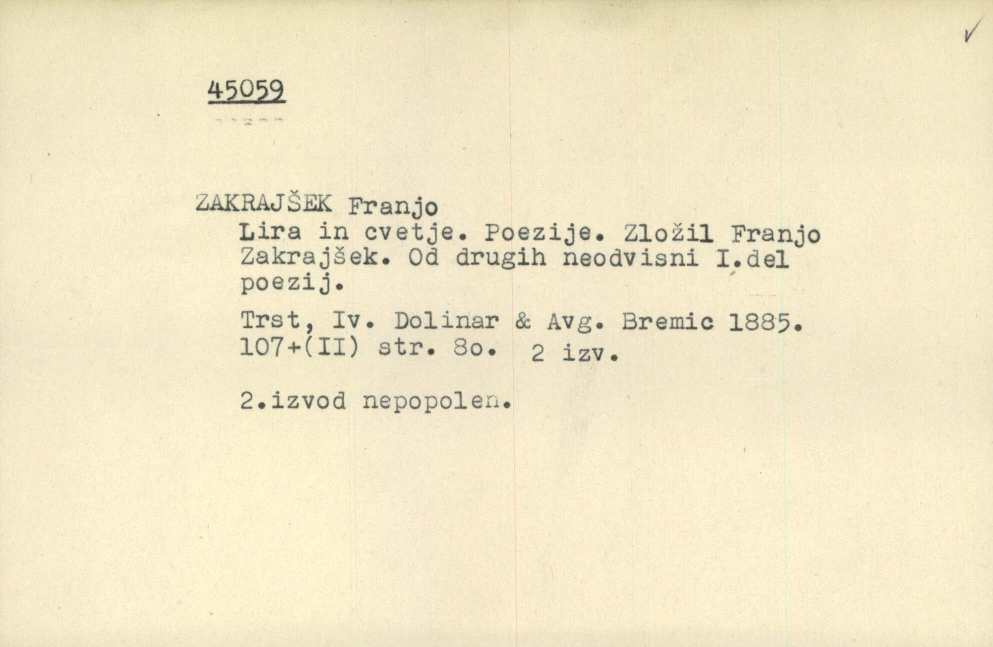 45059
ZAKRAJŠEK Franjo
Lira in cvetje. Poezije. Zložil Franjo
Zakrajšek. Od drugih neodvisni I.del
poezij.
Trst, Iv. Dolinar & Avg. Bremic 1885.
107+(II) str. 8o. 2 izv.
2.izvod nepopolen.